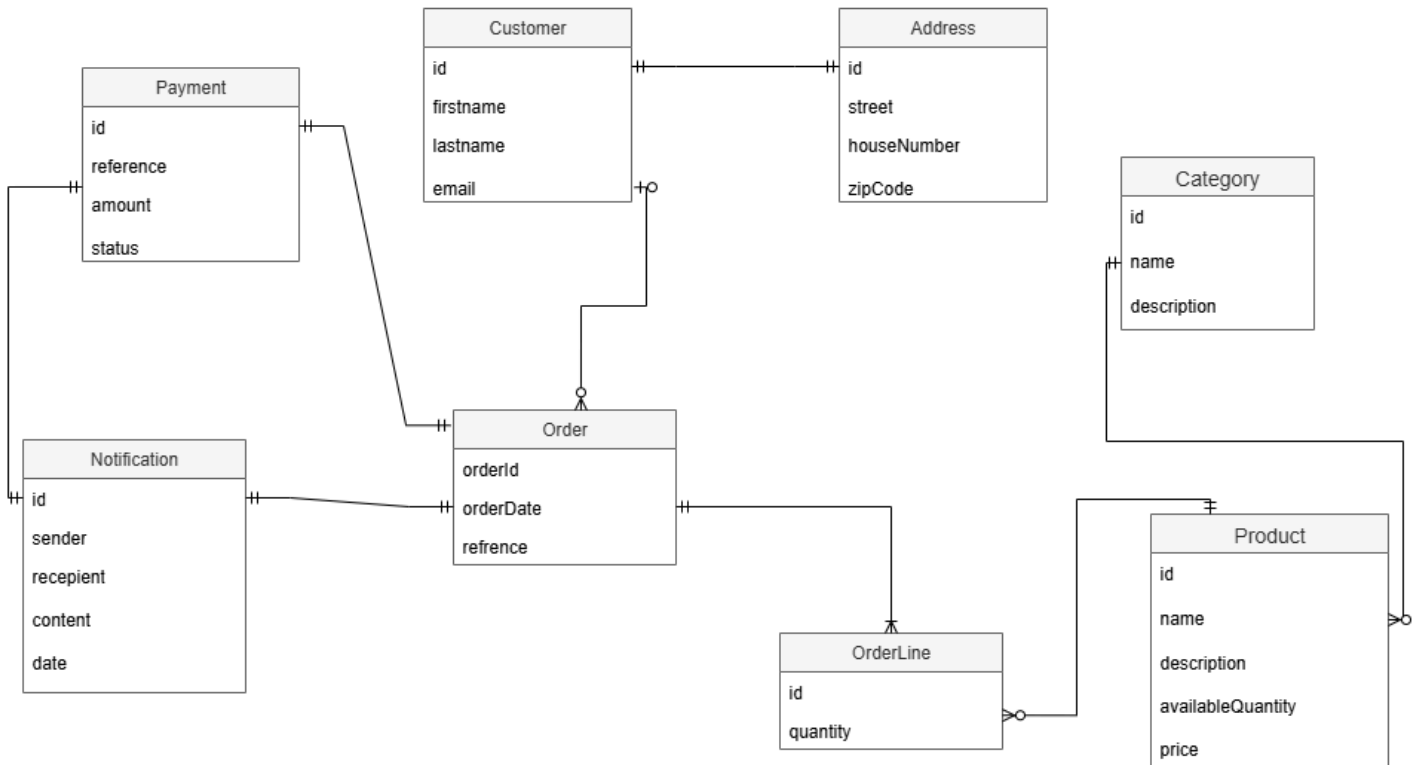 Customer
id
firstname
lastname
email
Address
id
street
houseNumber
zipCode
Payment
id
reference
amount
status
Category
id
name
description
Order
orderId
orderDate
refrence
Notification
id
sender
recepient
content
date
Product
id
name
description
availableQuantity
price
OrderLine
id
quantity